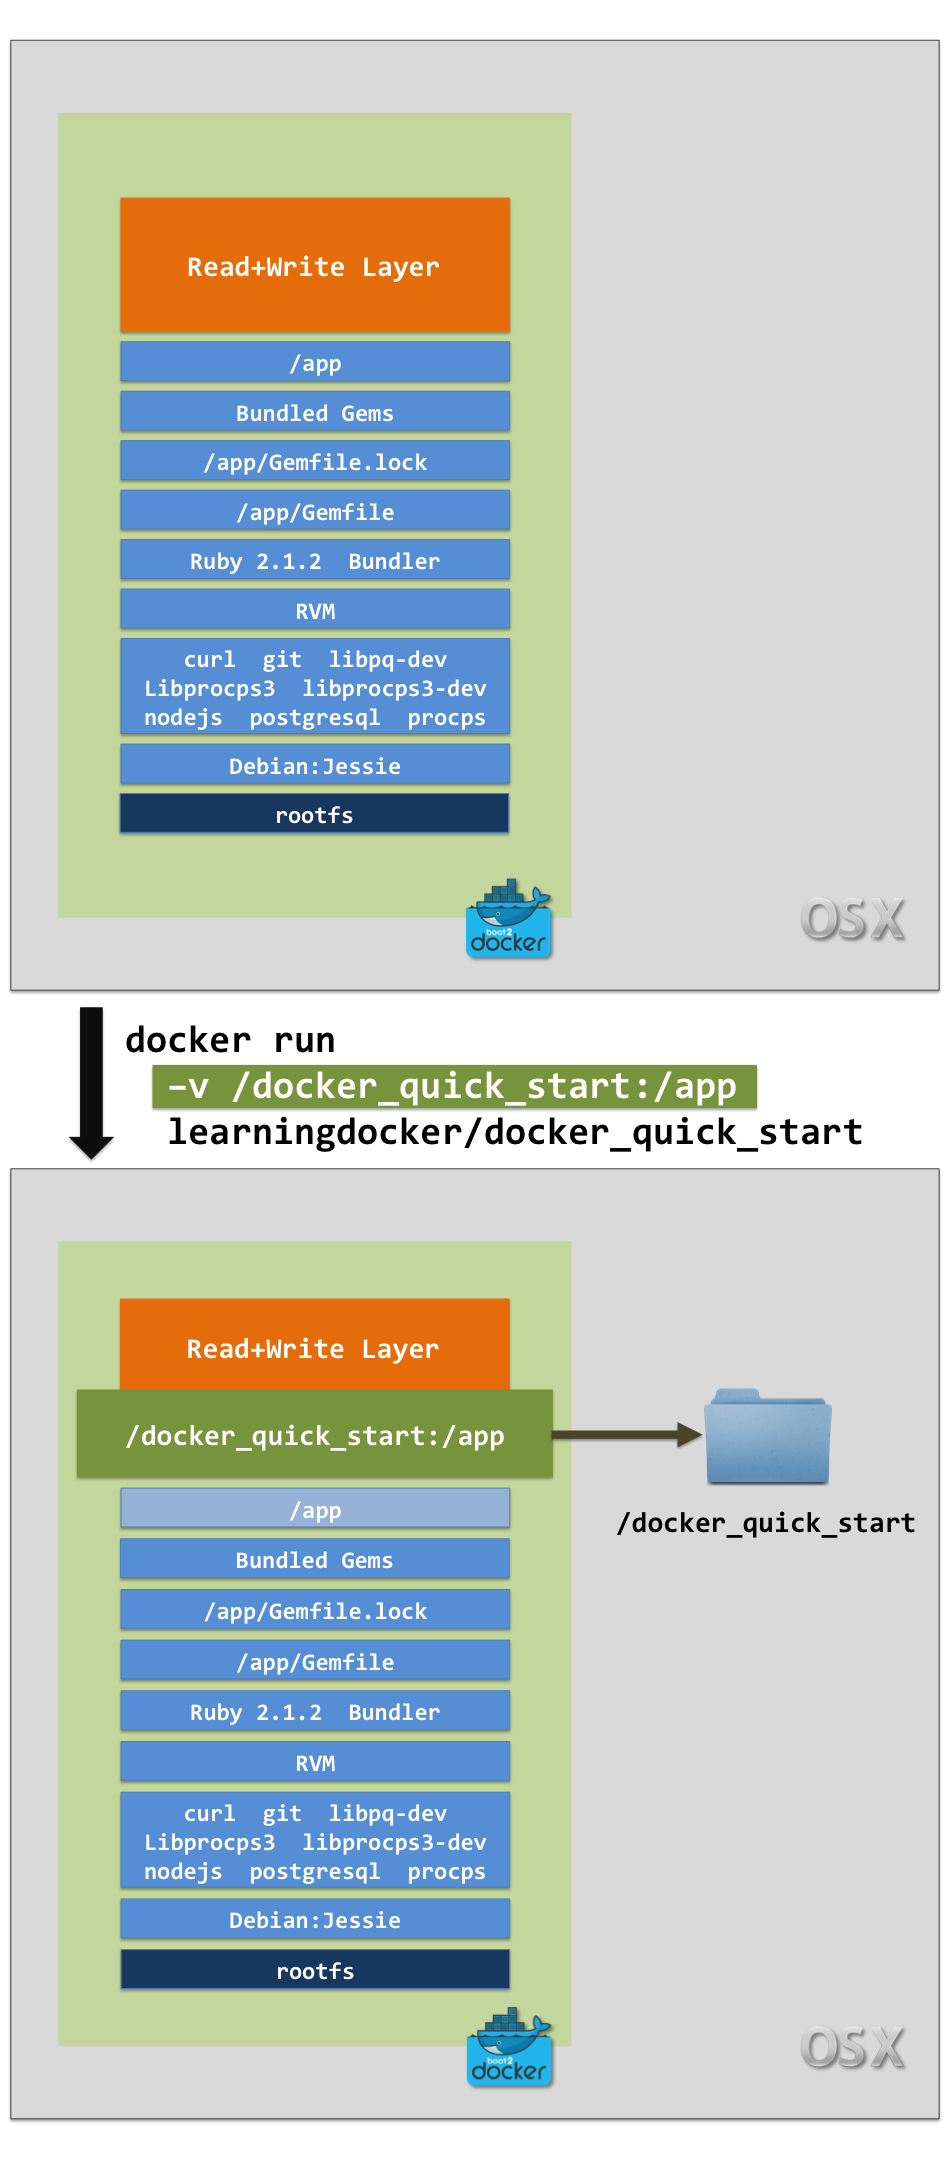 Read+Write Layer
/app
Bundled Gems
/app/Gemfile.lock
/app/Gemfile
Ruby 2.1.2  Bundler
RVM
curl  git  libpq-dev
Libprocps3  libprocps3-dev
nodejs  postgresql  procps
Debian:Jessie
rootfs
boot2
docker
OSX
docker run
–v /docker_quick_start:/app
learningdocker/docker_quick_start
Read+Write Layer
/docker_quick_start:/app
/docker_quick_start
/app
Bundled Gems
/app/Gemfile.lock
/app/Gemfile
Ruby 2.1.2  Bundler
RVM
curl  git  libpq-dev
Libprocps3  libprocps3-dev
nodejs  postgresql  procps
Debian:Jessie
rootfs
boot2
docker
OSX